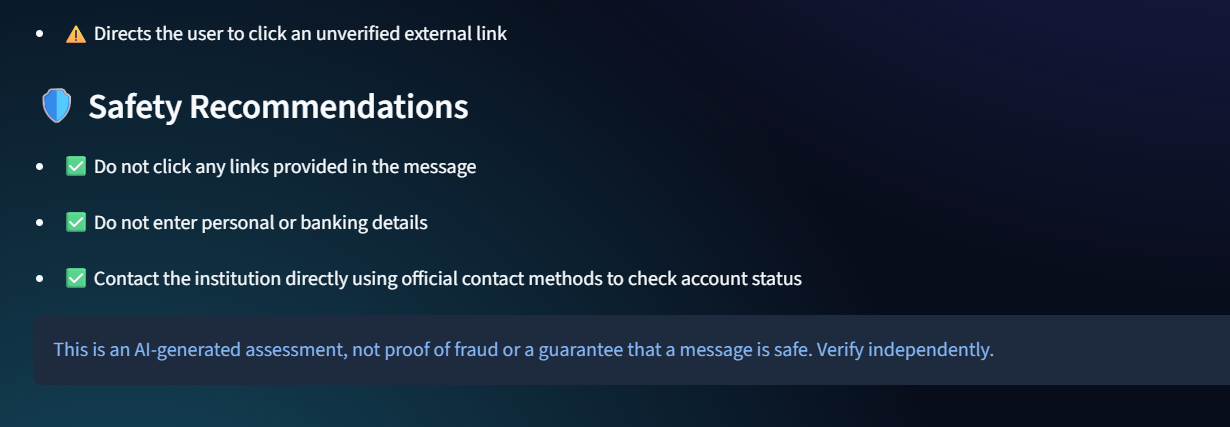 ⚠️ Directs the user to click an unverified external link
🛡️ Safety Recommendations
✅ Do not click any links provided in the message
✅ Do not enter personal or banking details
✅ Contact the institution directly using official contact methods to check account status
This is an AI-generated assessment, not proof of fraud or a guarantee that a message is safe. Verify independently.